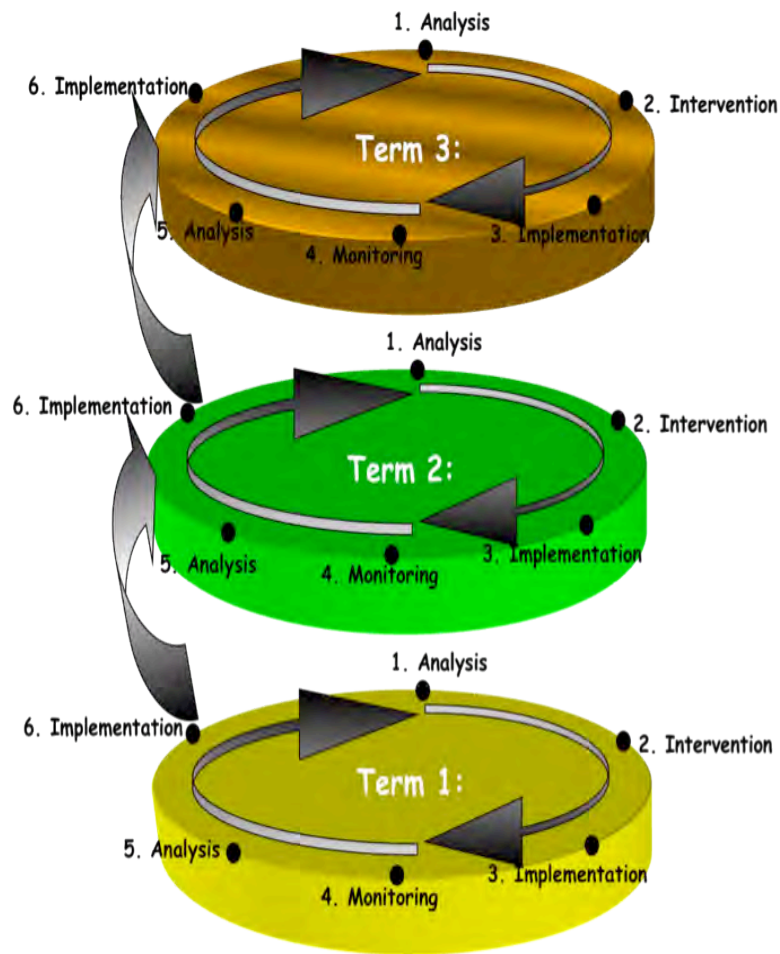 1. Analysis
6. Implementation
2. Intervention
Term 3:
5. Analysis
3. Implementation
4. Monitoring
1. Analysis
6. Implementation
2. Intervention
Term 2:
5. Analysis
3. Implementation
4. Monitoring
1. Analysis
6. Implementation
2. Intervention
Term 1:
5. Analysis
3. Implementation
4. Monitoring